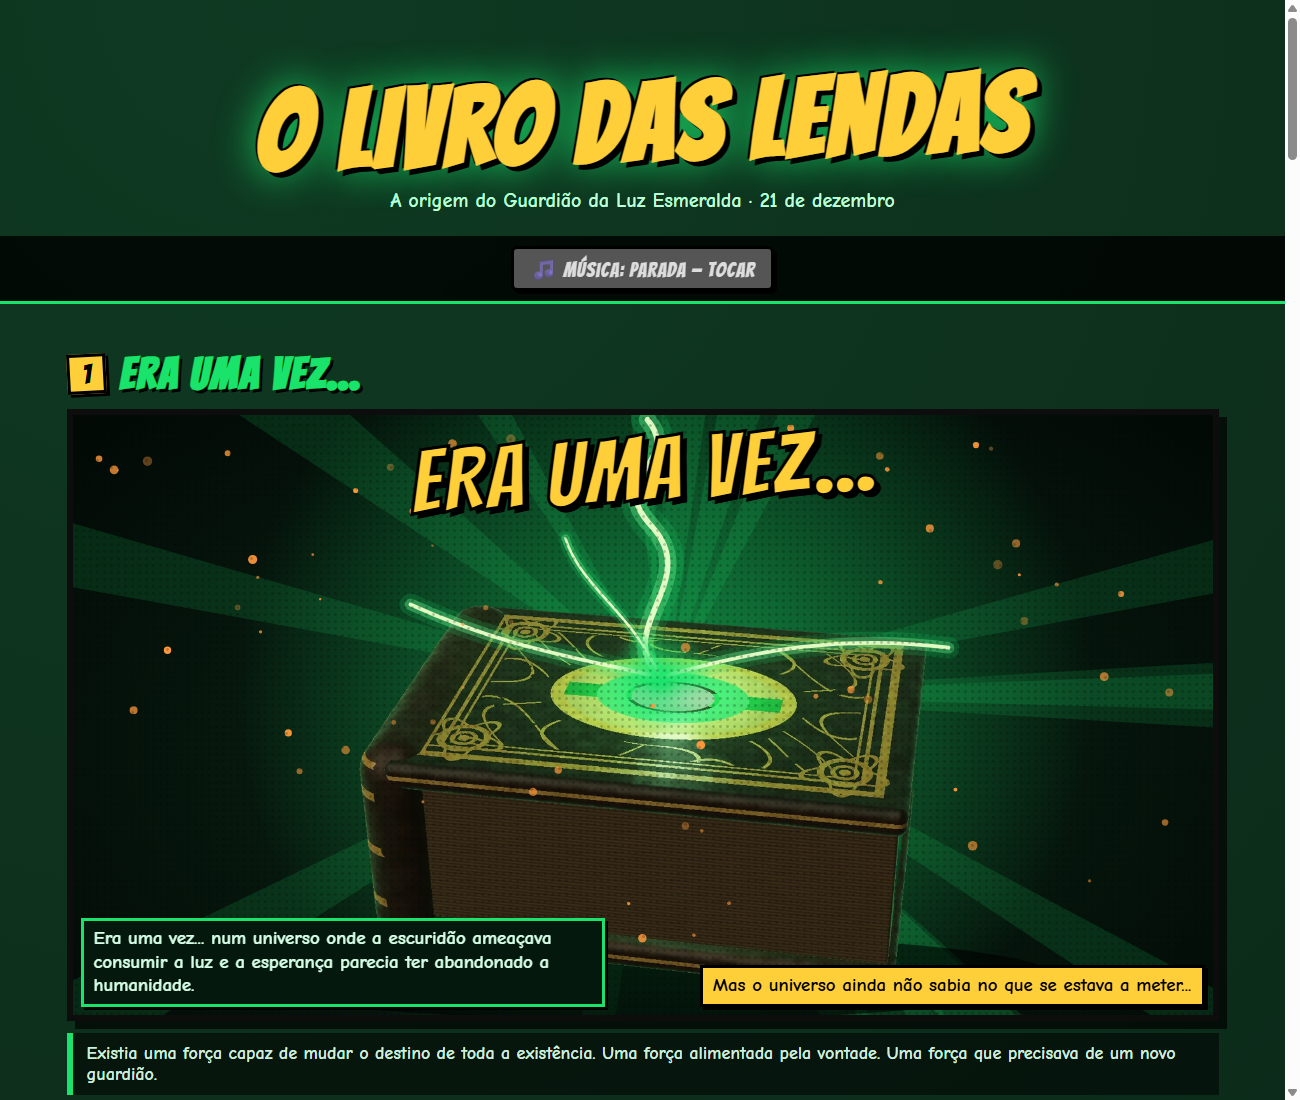 O LIVRO DAS LENDAS
A origem do Guardião da Luz Esmeralda · 21 de dezembro
🎵 MÚSICA: PARADA — TOCAR
1 ERA UMA VEZ...
ERA UMA VEZ...
Era uma vez... num universo onde a escuridão ameaçava
consumir a luz e a esperança parecia ter abandonado a
humanidade.
Mas o universo ainda não sabia no que se estava a meter...
Existia uma força capaz de mudar o destino de toda a existência. Uma força alimentada pela vontade. Uma força que precisava de um novo
guardião.